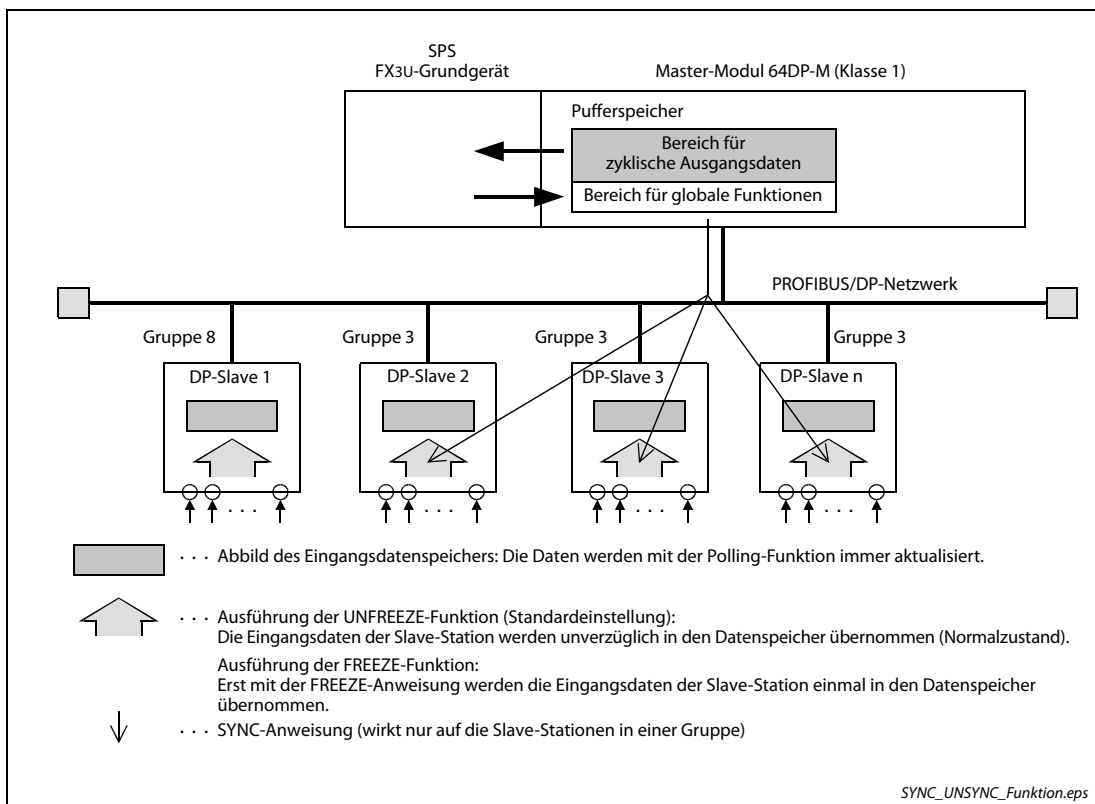 SPS
FX3U-Grundgerät
Master-Modul 64DP-M (Klasse 1)
Pufferspeicher
Bereich für
zyklische Ausgangsdaten
Bereich für globale Funktionen
PROFIBUS/DP-Netzwerk
Gruppe 8
Gruppe 3
Gruppe 3
Gruppe 3
DP-Slave 1
DP-Slave 2
DP-Slave 3
DP-Slave n
. . .
. . .
. . .
. . .
. . . Abbild des Eingangsdatenspeichers: Die Daten werden mit der Polling-Funktion immer aktualisiert.
. . . Ausführung der UNFREEZE-Funktion (Standardeinstellung):
Die Eingangsdaten der Slave-Station werden unverzüglich in den Datenspeicher übernommen (Normalzustand).
Ausführung der FREEZE-Funktion:
Erst mit der FREEZE-Anweisung werden die Eingangsdaten der Slave-Station einmal in den Datenspeicher
übernommen.
. . . SYNC-Anweisung (wirkt nur auf die Slave-Stationen in einer Gruppe)
SYNC_UNSYNC_Funktion.eps